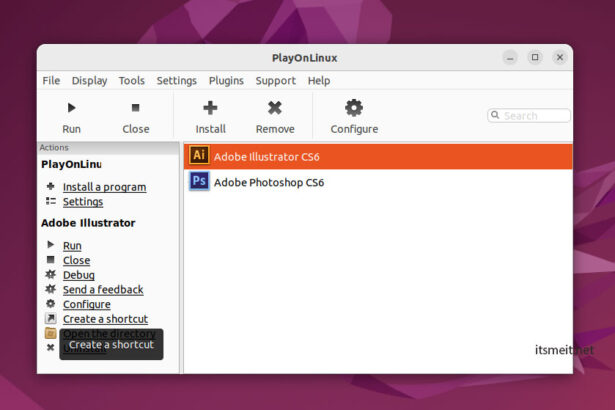 PlayOnLinux
File Display Tools Settings Plugins Support Help
Run Close Install Remove Configure
Search
Actions
PlayOnLinu
Install a program
Settings
Adobe Illustrator
Run
Close
Debug
Send a feedback
Configure
Create a shortcut
Open the directory
Create a shortcut
Uninstall
Ai Adobe Illustrator CS6
Ps Adobe Photoshop CS6
itsmeit.net